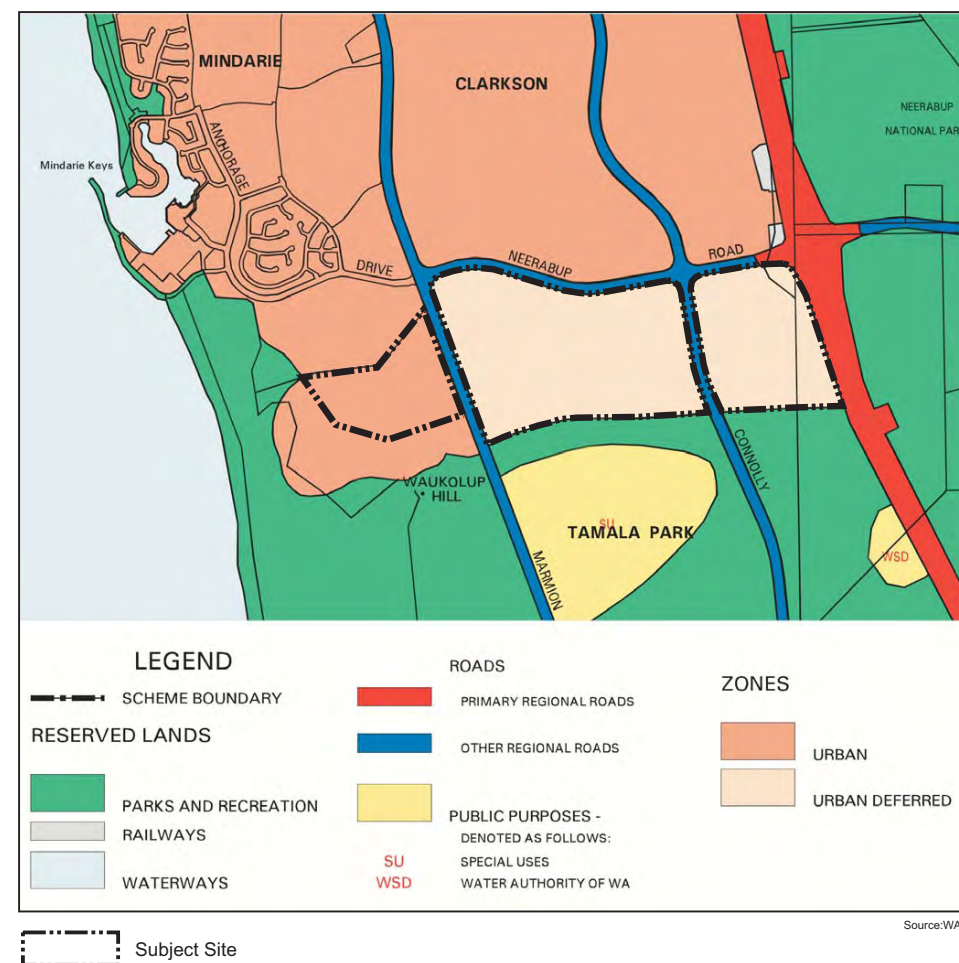 MINDARIE
CLARKSON
NEERABUP
NATIONAL PAR
Mindarie Keys
ANCHORAGE
DRIVE
NEERABUP
ROAD
WAUKOLUP
HILL
CONNOLLY
SU
TAMALA PARK
WSD
MARMION
LEGEND
SCHEME BOUNDARY
RESERVED LANDS
PARKS AND RECREATION
RAILWAYS
WATERWAYS
ROADS
PRIMARY REGIONAL ROADS
OTHER REGIONAL ROADS
PUBLIC PURPOSES -
DENOTED AS FOLLOWS:
SU SPECIAL USES
WSD WATER AUTHORITY OF WA
ZONES
URBAN
URBAN DEFERRED
Source:WA
Subject Site